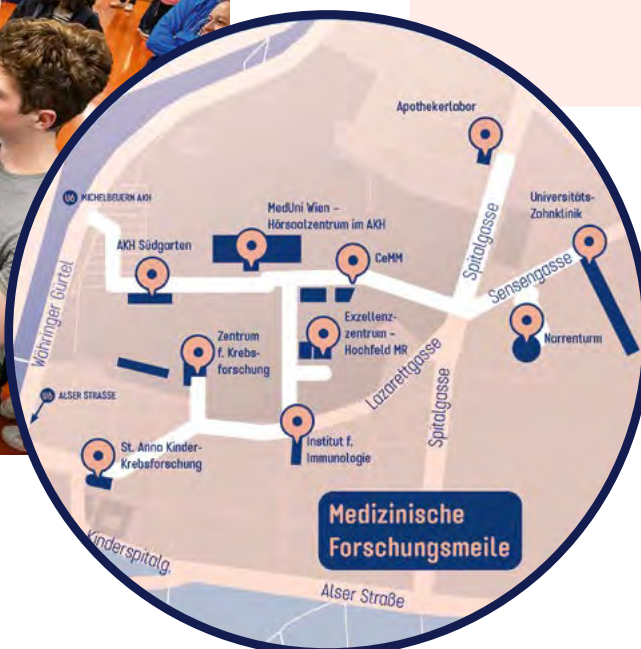 Apothekerlabor
U6 MICHELBEUERN AKH
MedUni Wien –
Hörsaalzentrum im AKH
Universitäts-
Zahnklinik
AKH Südgarten
CeMM
Spitalgasse
Sensengasse
Währinger Gürtel
Zentrum
f. Krebs-
forschung
Exzellenz-
zentrum –
Hochfeld MR
Narrenturm
Lazarettgasse
Spitalgasse
ALSER STRASSE
St. Anna Kinder-
Krebsforschung
Institut f.
Immunologie
Medizinische
Forschungsmeile
Kinderspitalg.
Alser Straße